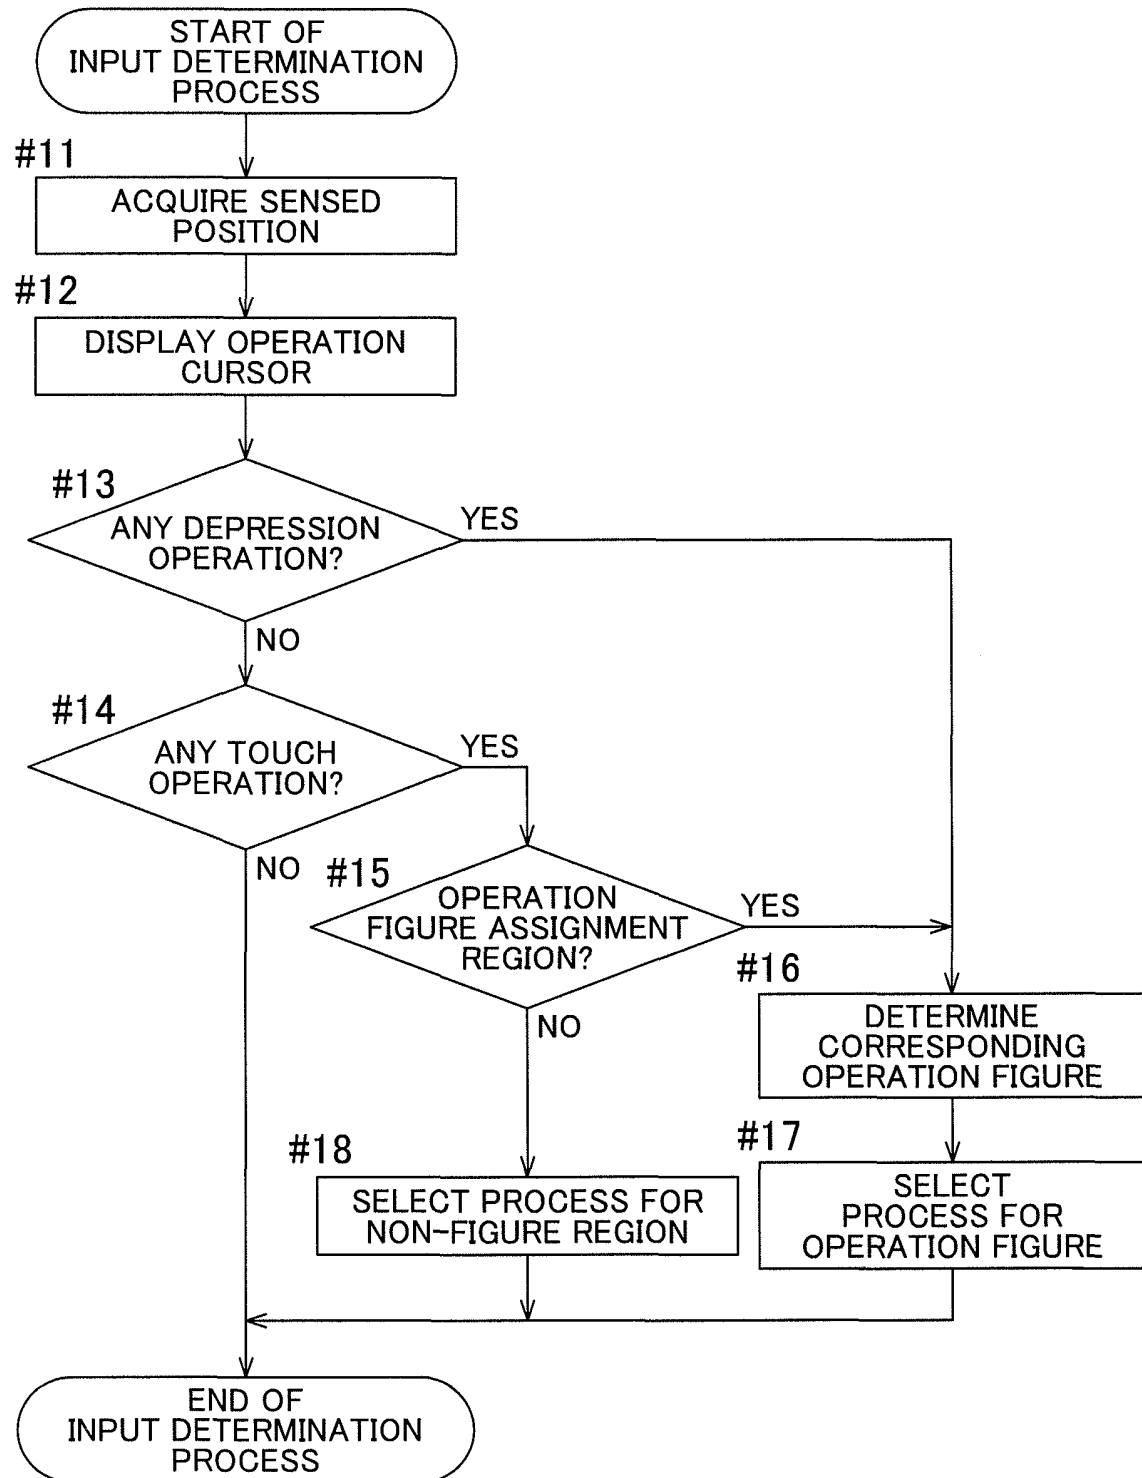 START OF
INPUT DETERMINATION
PROCESS
#11
ACQUIRE SENSED
POSITION
#12
DISPLAY OPERATION
CURSOR
#13
ANY DEPRESSION
OPERATION?
YES
NO
#14
ANY TOUCH
OPERATION?
YES
NO
#15
OPERATION
FIGURE ASSIGNMENT
REGION?
YES
NO
#16
DETERMINE
CORRESPONDING
OPERATION FIGURE
#17
SELECT
PROCESS FOR
OPERATION FIGURE
#18
SELECT PROCESS FOR
NON-FIGURE REGION
END OF
INPUT DETERMINATION
PROCESS